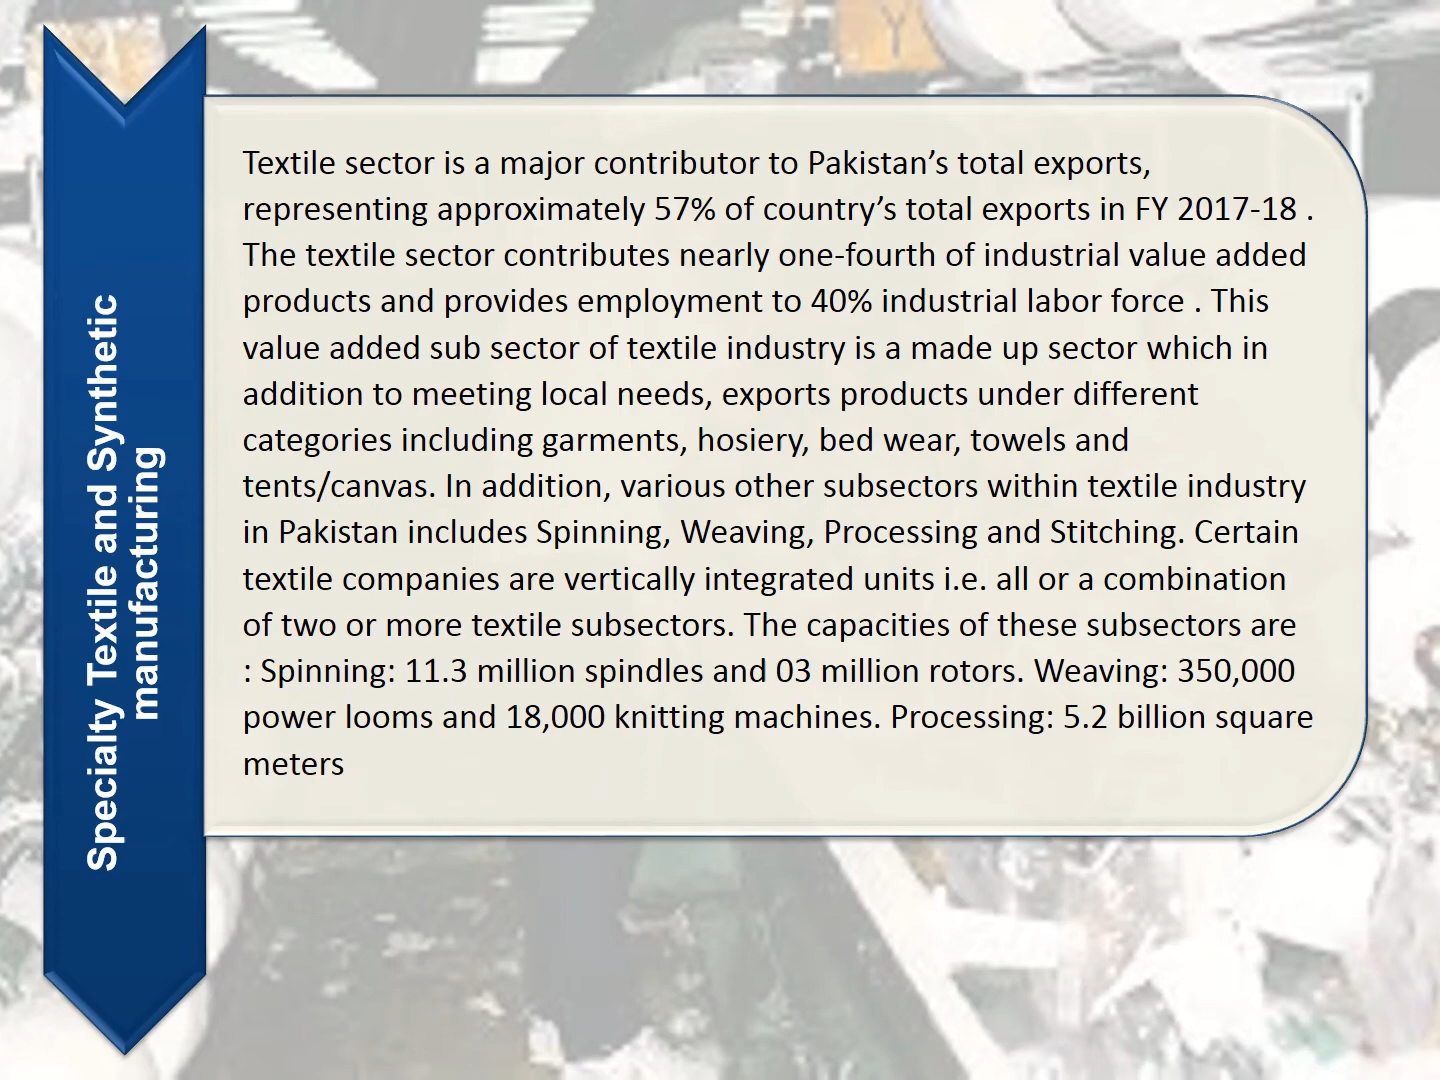 Specialty Textile and Synthetic
manufacturing
Textile sector is a major contributor to Pakistan’s total exports,
representing approximately 57% of country’s total exports in FY 2017-18 .
The textile sector contributes nearly one-fourth of industrial value added
products and provides employment to 40% industrial labor force . This
value added sub sector of textile industry is a made up sector which in
addition to meeting local needs, exports products under different
categories including garments, hosiery, bed wear, towels and
tents/canvas. In addition, various other subsectors within textile industry
in Pakistan includes Spinning, Weaving, Processing and Stitching. Certain
textile companies are vertically integrated units i.e. all or a combination
of two or more textile subsectors. The capacities of these subsectors are
: Spinning: 11.3 million spindles and 03 million rotors. Weaving: 350,000
power looms and 18,000 knitting machines. Processing: 5.2 billion square
meters